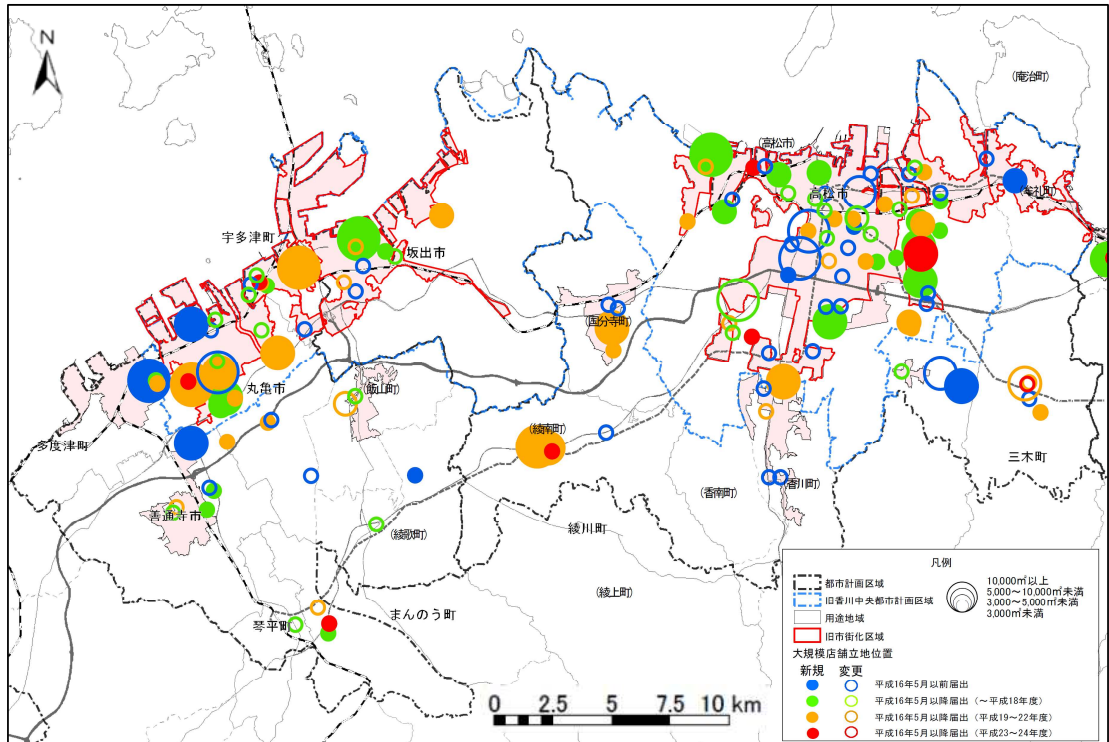 N
(庵治町)
(高松市)
高松市
(牟礼町)
宇多津町
坂出市
(国分寺町)
丸亀市
(飯山町)
多度津町
(綾南町)
三木町
(香南町)
(香川町)
善通寺市
(綾歌町)
綾川町
(綾上町)
まんのう町
琴平町
0 2.5 5 7.5 10 km
凡例
都市計画区域
旧香川中央都市計画区域
用途地域
旧市街化区域
10,000㎡以上
5,000～10,000㎡未満
3,000～5,000㎡未満
3,000㎡未満
大規模店舗立地位置
新規 変更
平成16年5月以前届出
平成16年5月以降届出（～平成18年度）
平成16年5月以降届出（平成19～22年度）
平成16年5月以降届出（平成23～24年度）